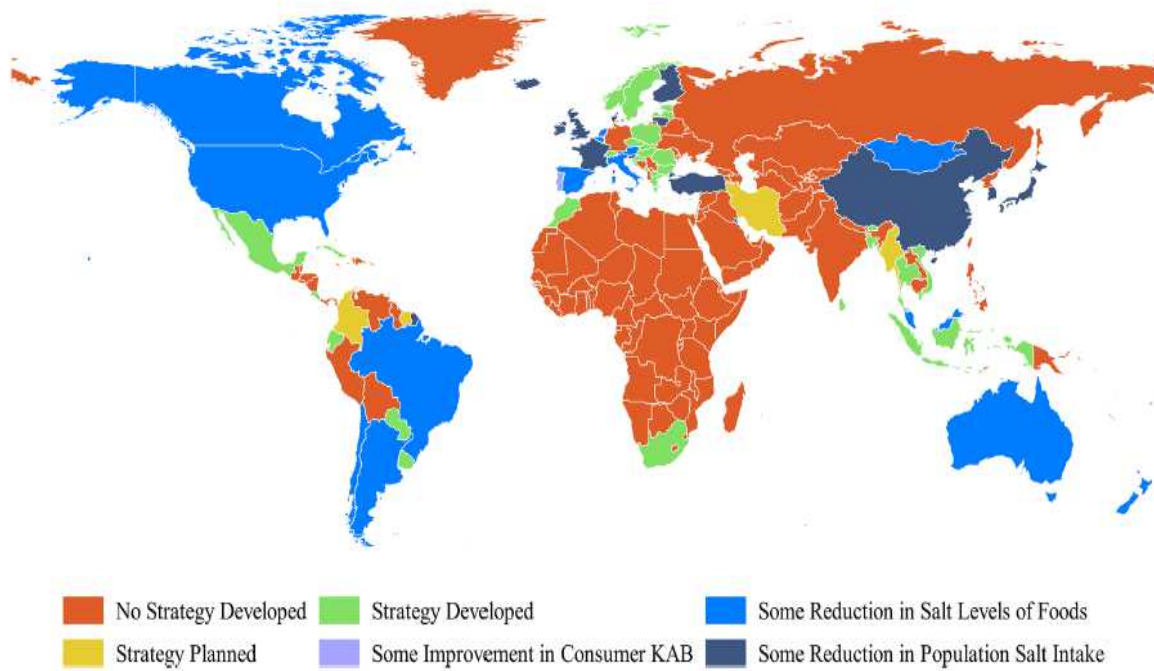 No Strategy Developed Strategy Developed Some Reduction in Salt Levels of Foods
Strategy Planned Some Improvement in Consumer KAB Some Reduction in Population Salt Intake